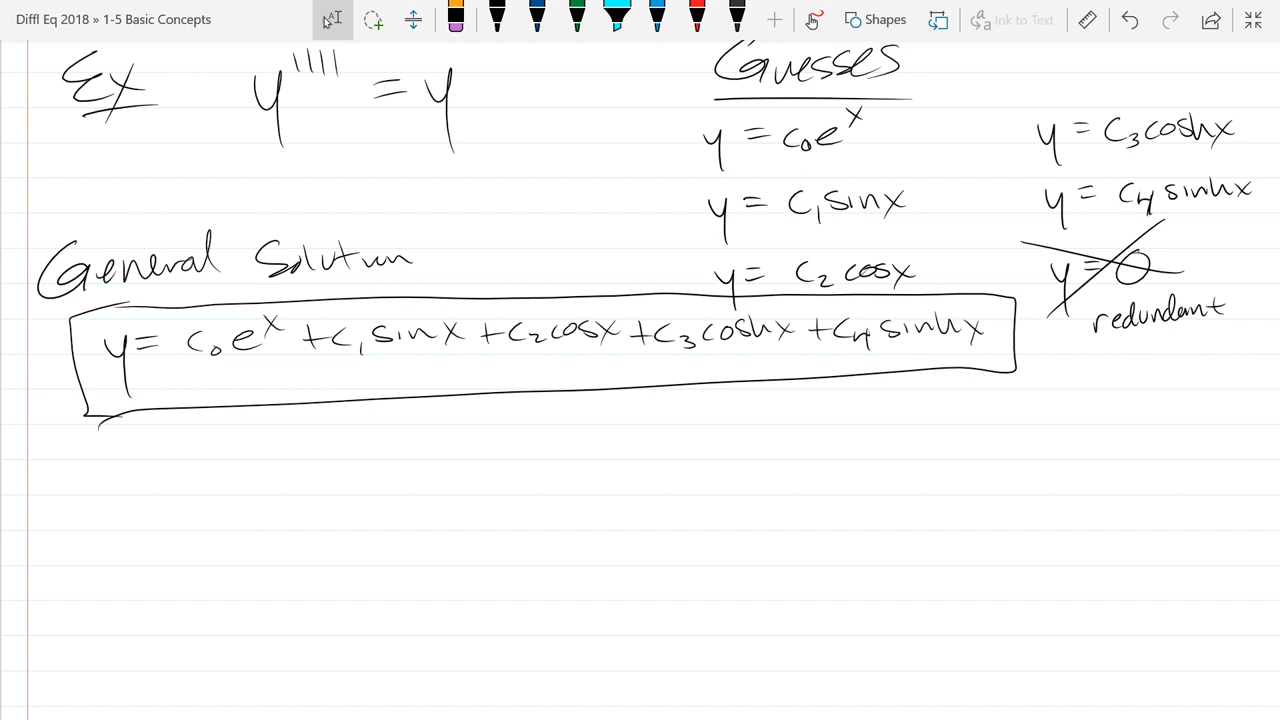 Diffl Eq 2018 » 1-5 Basic Concepts
Shapes
Ink to Text
Ex y'''' = y
Guesses
y = c₀eˣ
y = c₁sinx
y = c₂cosx
y = c₃coshx
y = c₄sinhx
y = 0
redundant
General Solution
y = c₀eˣ + c₁sinx + c₂cosx + c₃coshx + c₄sinhx